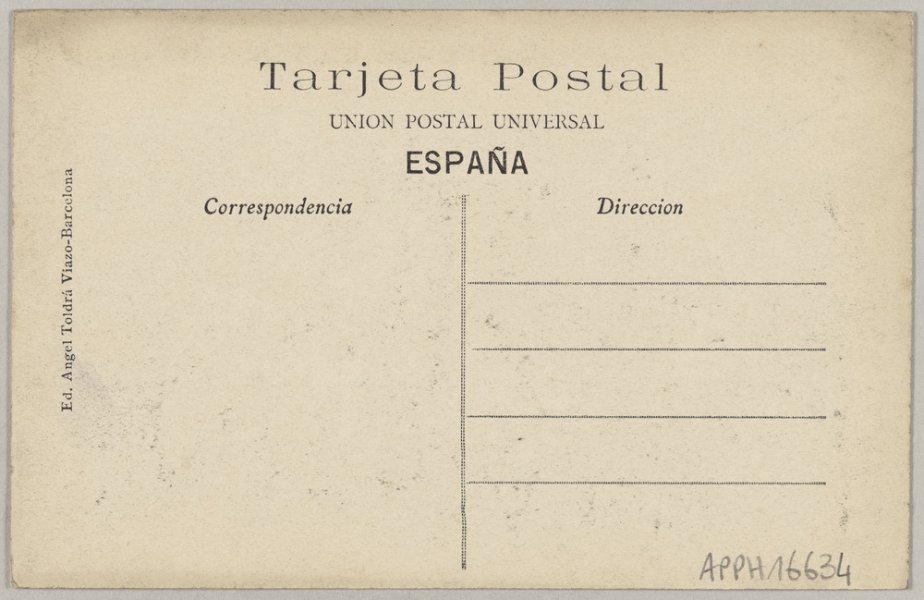 Tarjeta Postal
UNION POSTAL UNIVERSAL
ESPAÑA
Correspondencia
Direccion
Ed. Angel Toldrá Viazo-Barcelona
APPH16634